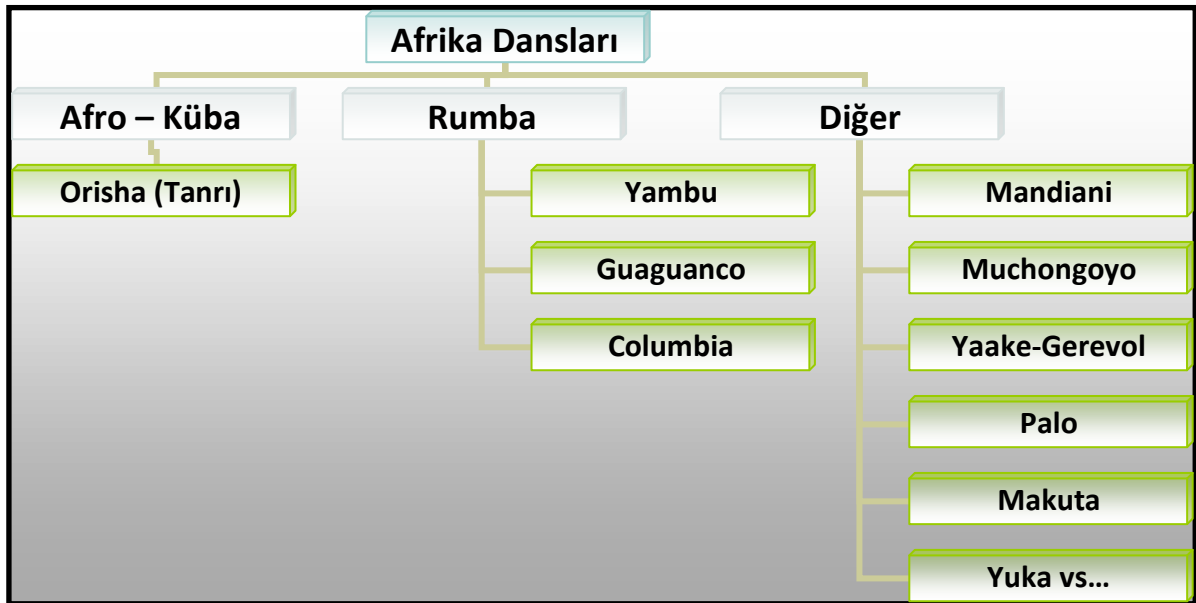 Afrika Dansları
Afro – Küba
Rumba
Diğer
Orisha (Tanrı)
Yambu
Guaguanco
Columbia
Mandiani
Muchongoyo
Yaake-Gerevol
Palo
Makuta
Yuka vs…